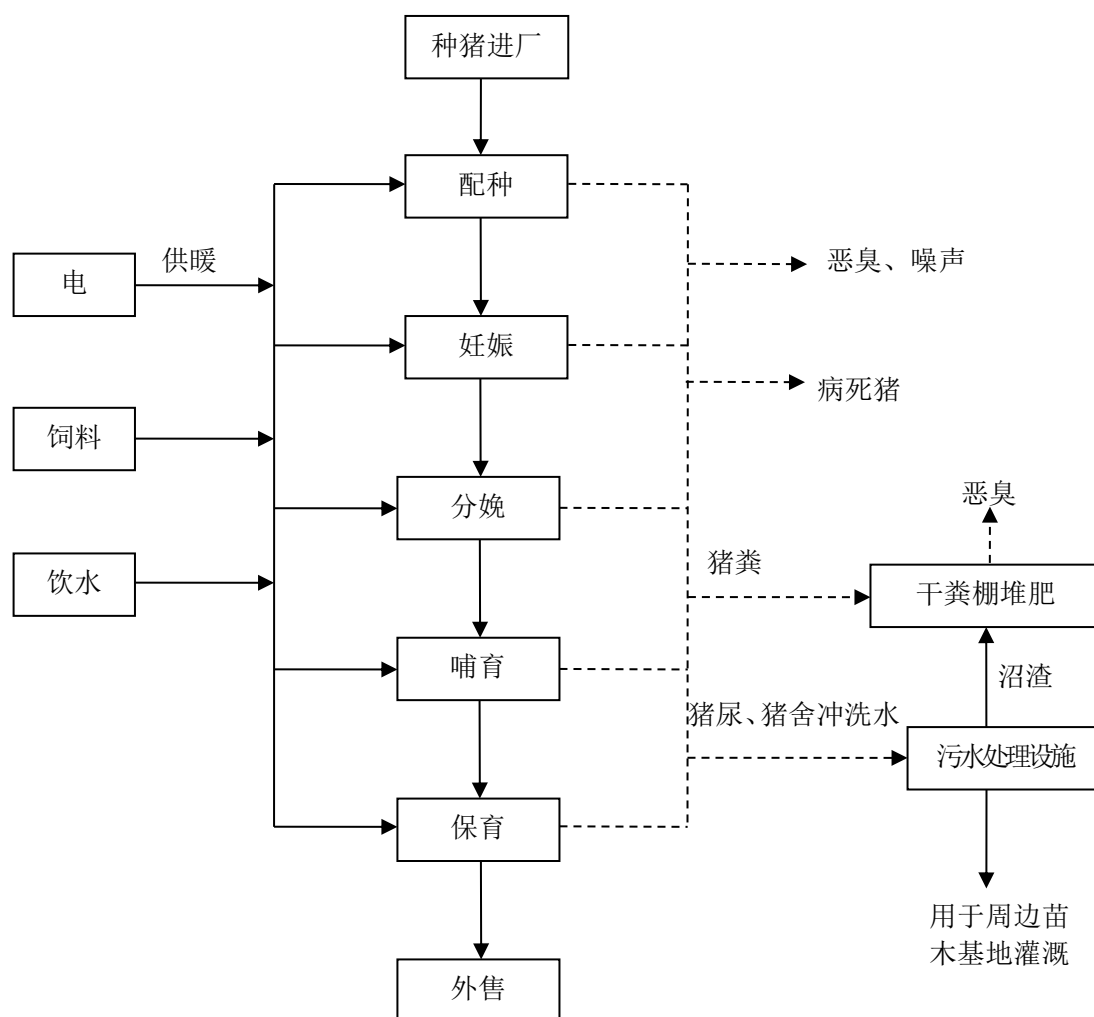 种猪进厂
配种
供暖
电
恶臭、噪声
妊娠
病死猪
饲料
分娩
恶臭
饮水
猪粪
干粪棚堆肥
哺育
沼渣
猪尿、猪舍冲洗水
污水处理设施
保育
用于周边苗
木基地灌溉
外售